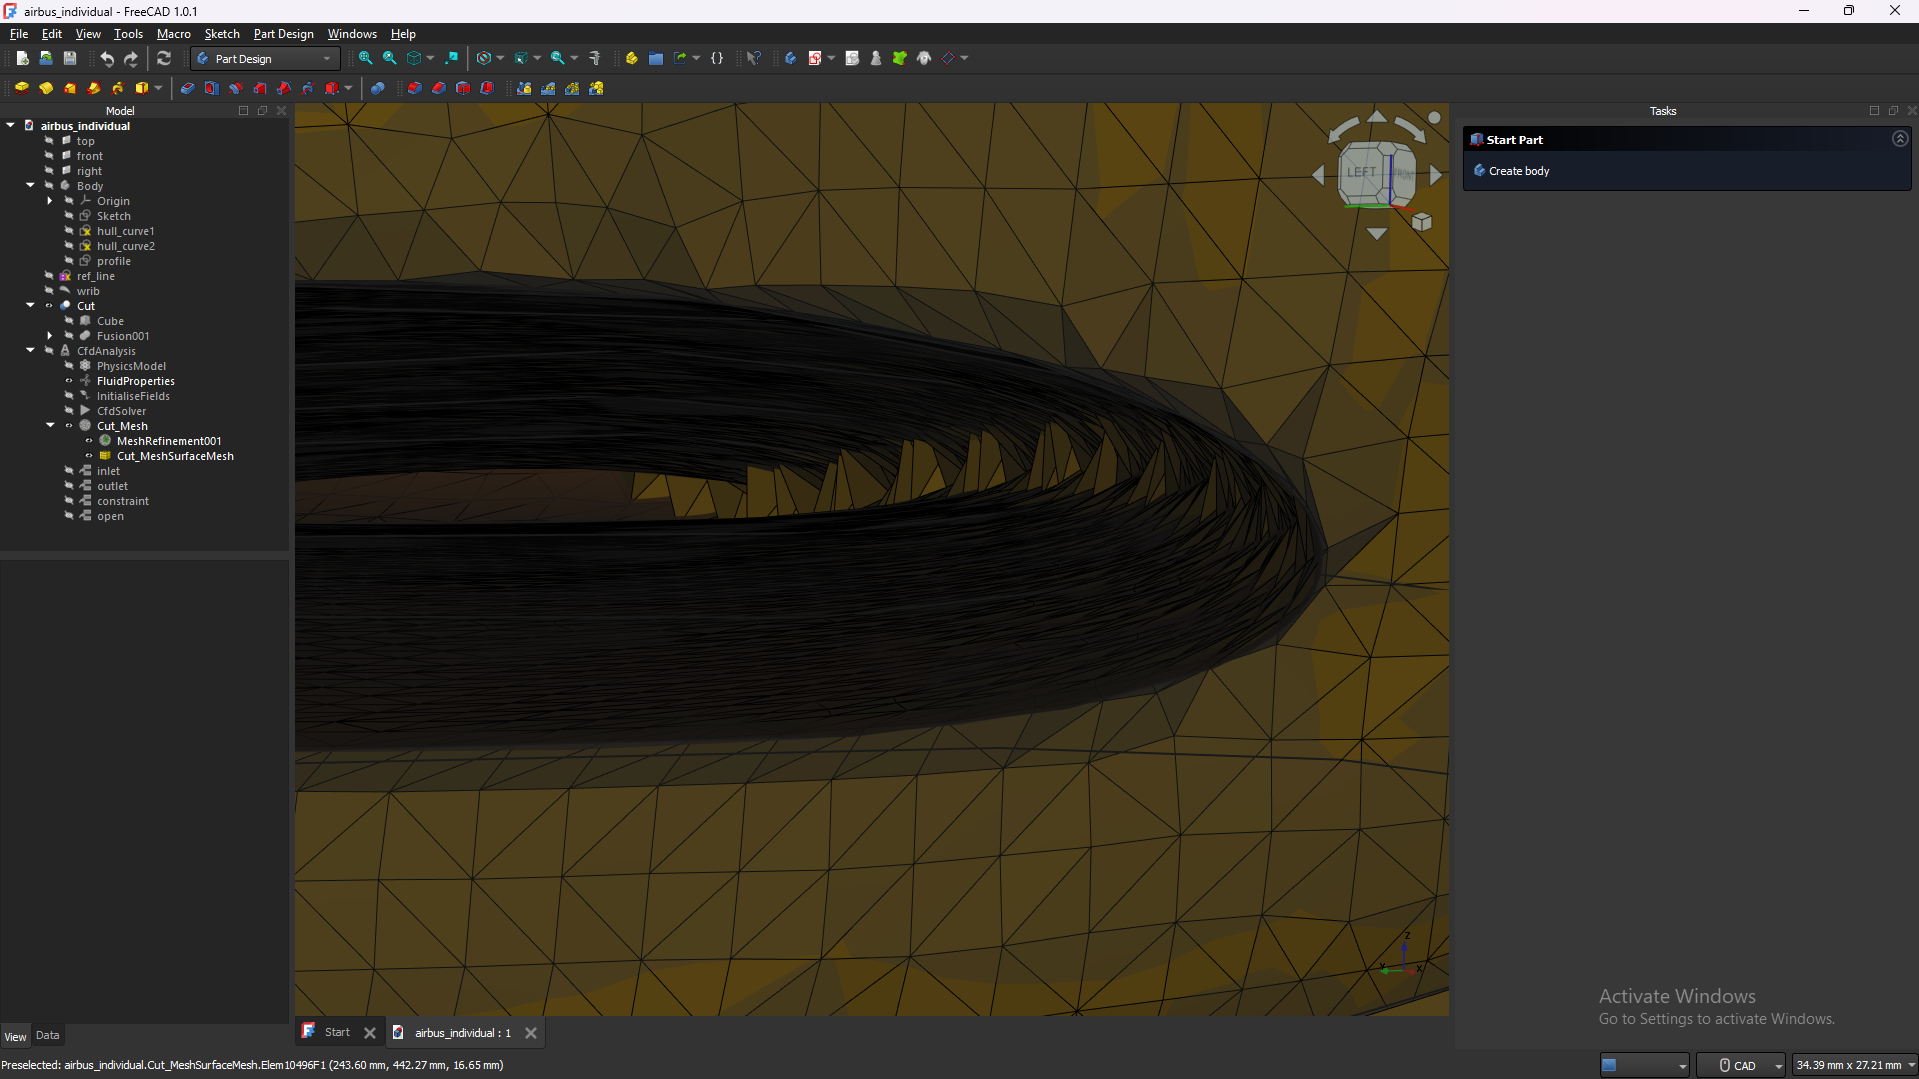 airbus_individual - FreeCAD 1.0.1
File Edit View Tools Macro Sketch Part Design Windows Help
Part Design
Model
Tasks
airbus_individual
top
front
right
Body
Origin
Sketch
hull_curve1
hull_curve2
profile
ref_line
wrib
Cut
Cube
Fusion001
CfdAnalysis
PhysicsModel
FluidProperties
InitialiseFields
CfdSolver
Cut_Mesh
MeshRefinement001
Cut_MeshSurfaceMesh
inlet
outlet
constraint
open
LEFT
FRONT
Start Part
Create body
Z
Y
X
Activate Windows
Go to Settings to activate Windows.
Start
airbus_individual : 1
View Data
Preselected: airbus_individual.Cut_MeshSurfaceMesh.Elem10496F1 (243.60 mm, 442.27 mm, 16.65 mm)
CAD
34.39 mm x 27.21 mm